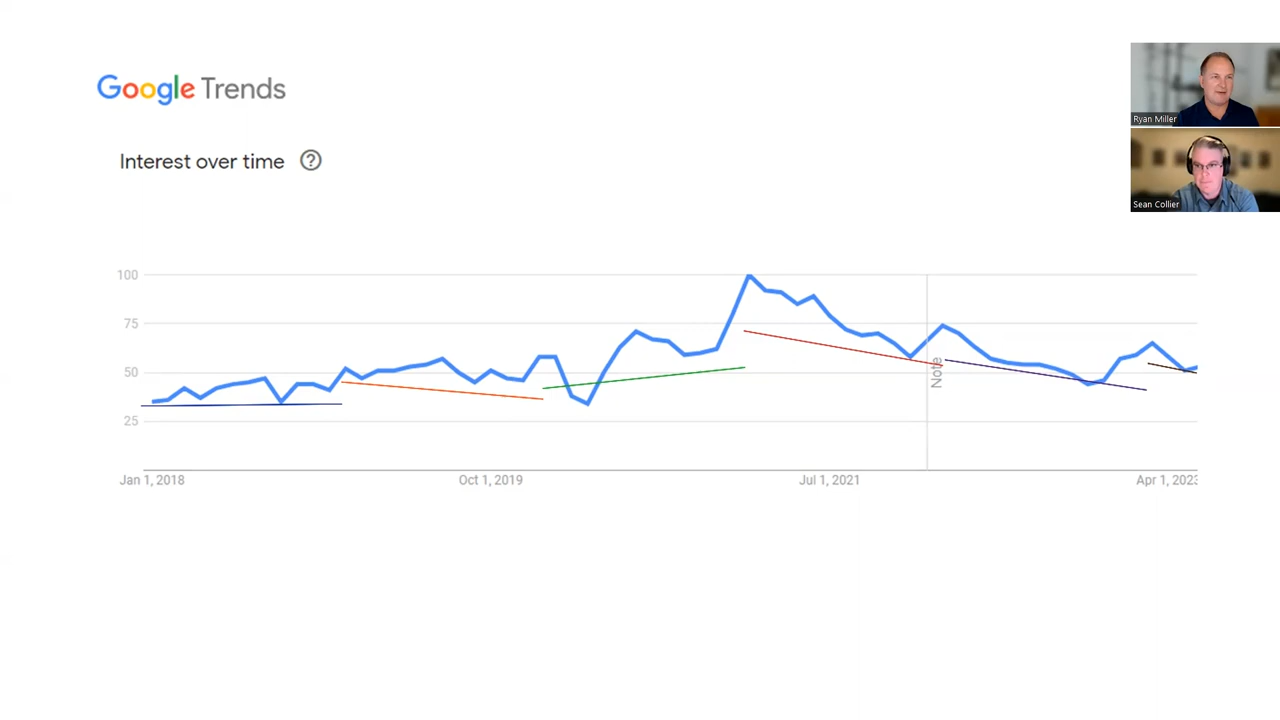 Google Trends
Ryan Miller
Interest over time ?
Sean Collier
100
75
50
25
Note
Jan 1, 2018
Oct 1, 2019
Jul 1, 2021
Apr 1, 2023